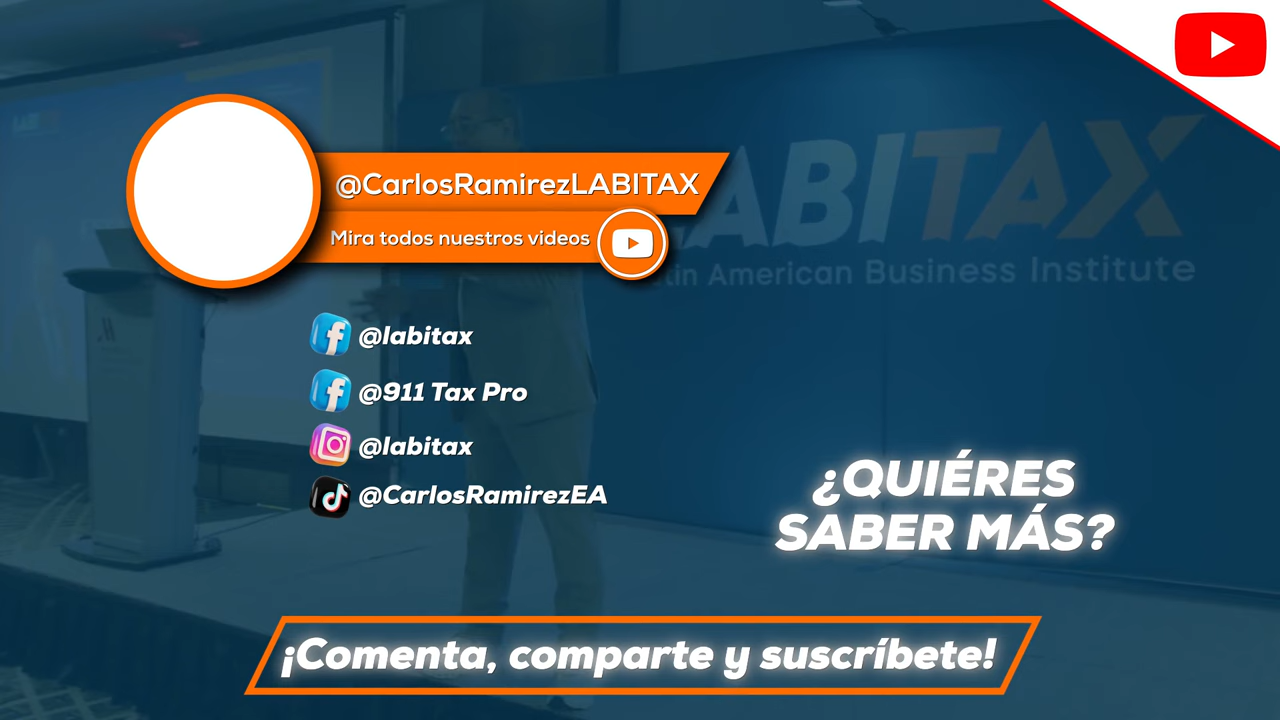 @CarlosRamirezLABITAX
Mira todos nuestros videos
LABITAX
Latin American Business Institute
@labitax
@911 Tax Pro
@labitax
@CarlosRamirezEA
¿QUIÉRES
SABER MÁS?
¡Comenta, comparte y suscríbete!